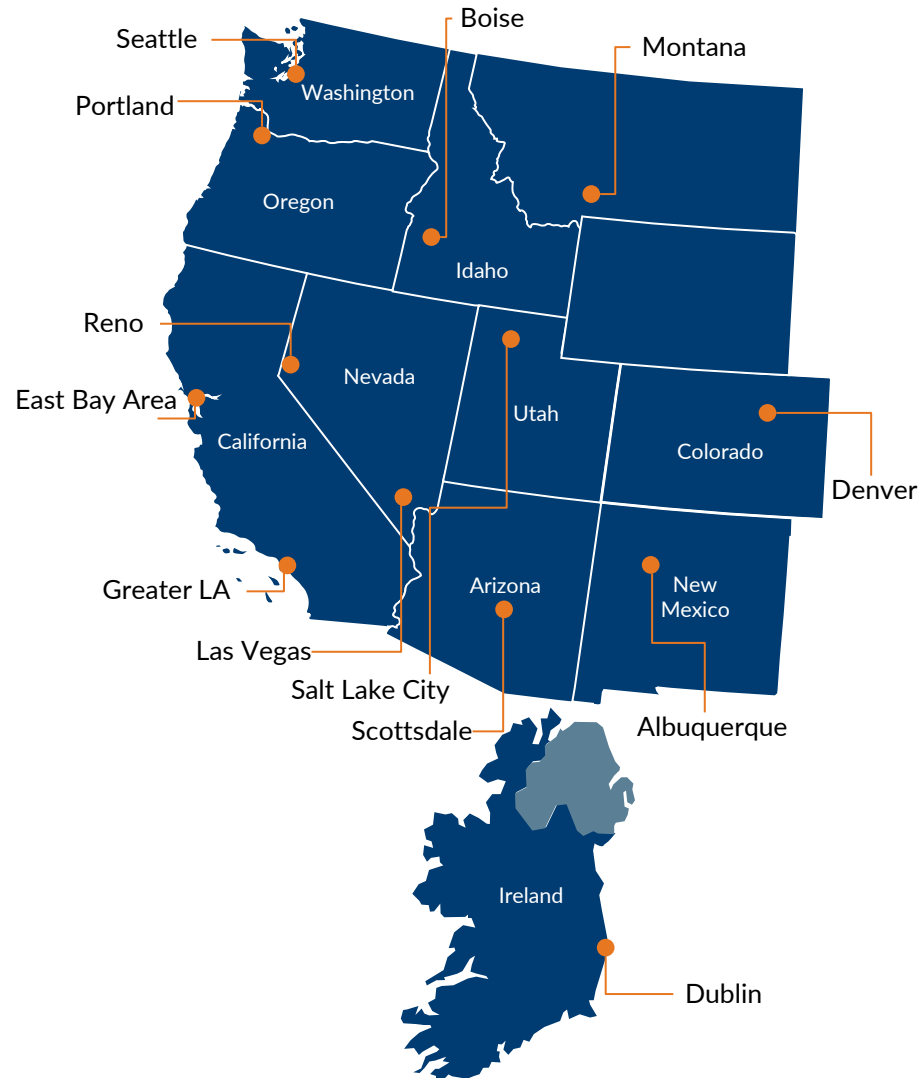 Boise
Seattle
Montana
Washington
Portland
Oregon
Idaho
Reno
Nevada
East Bay Area
Utah
California
Colorado
Denver
Greater LA
Arizona
New
Mexico
Las Vegas
Salt Lake City
Scottsdale
Albuquerque
Ireland
Dublin